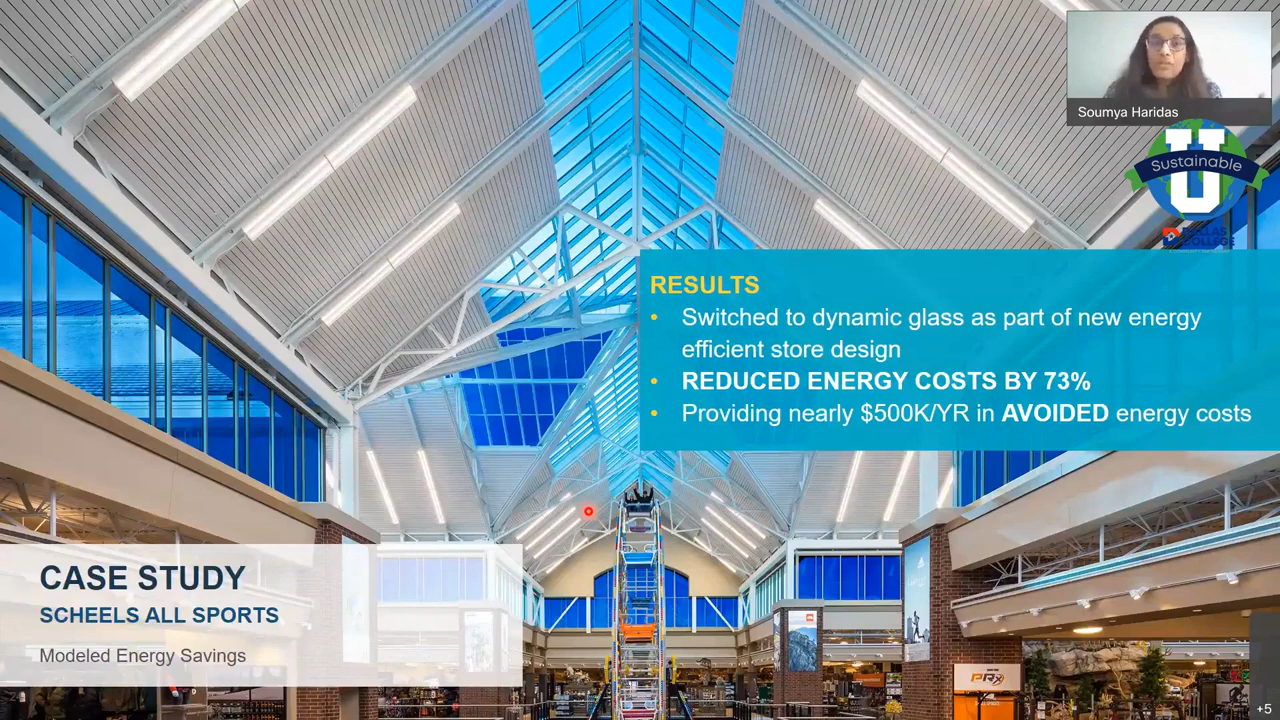 Soumya Haridas
Sustainable
U
DALLAS
COLLEGE
RESULTS
• Switched to dynamic glass as part of new energy
efficient store design
• REDUCED ENERGY COSTS BY 73%
• Providing nearly $500K/YR in AVOIDED energy costs
CASE STUDY
SCHEELS ALL SPORTS
Modeled Energy Savings
PRx
+5